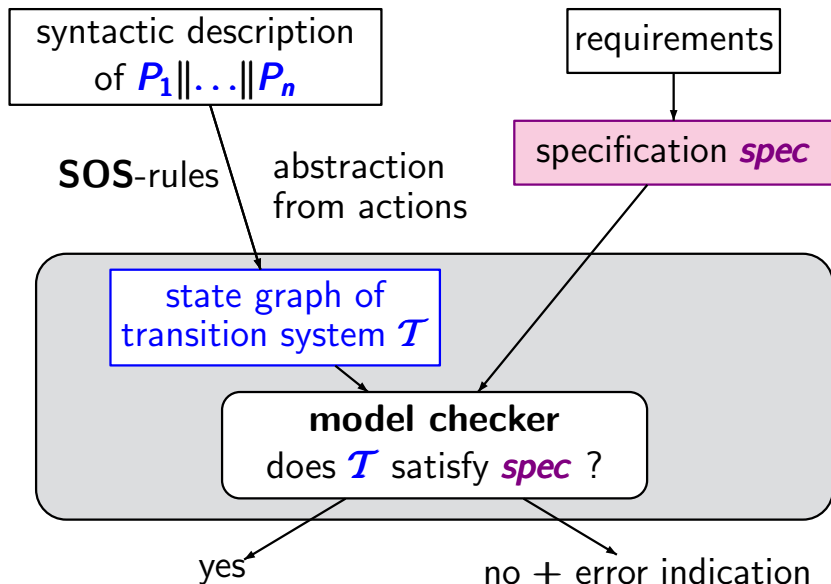 syntactic description
of P₁‖...‖Pₙ
requirements
specification spec
SOS-rules
abstraction
from actions
state graph of
transition system 𝒯
model checker
does 𝒯 satisfy spec ?
yes
no + error indication